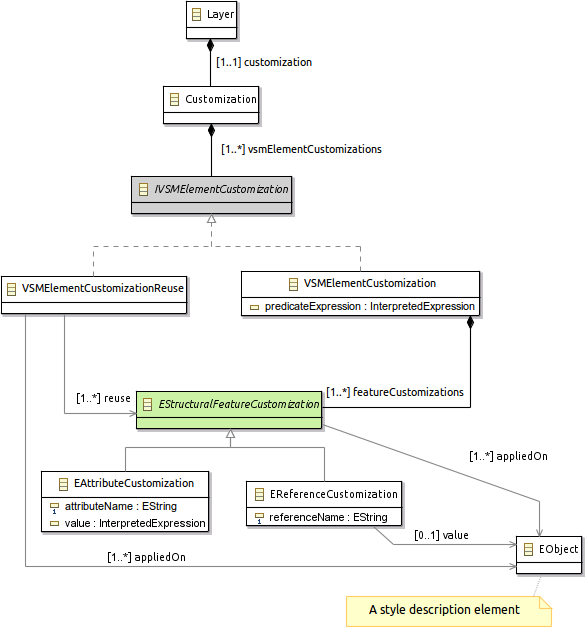 Layer
[1..1] customization
Customization
[1..*] vsmElementCustomizations
IVSMElementCustomization
VSMElementCustomizationReuse
VSMElementCustomization
predicateExpression : InterpretedExpression
[1..*] reuse
EStructuralFeatureCustomization
[1..*] featureCustomizations
[1..*] appliedOn
EAttributeCustomization
attributeName : EString
value : InterpretedExpression
EReferenceCustomization
referenceName : EString
[0..1] value
[1..*] appliedOn
EObject
A style description element